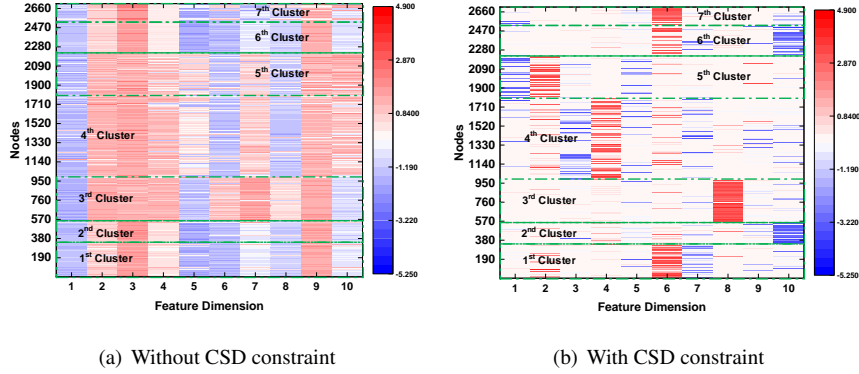 2660
2470
2280
2090
1900
1710
1520
1330
1140
950
760
570
380
190
Nodes
7th Cluster
6th Cluster
5th Cluster
4th Cluster
3rd Cluster
2nd Cluster
1st Cluster
1 2 3 4 5 6 7 8 9 10
Feature Dimension
4.900
2.870
0.8400
-1.190
-3.220
-5.250
(a) Without CSD constraint
2660
2470
2280
2090
1900
1710
1520
1330
1140
950
760
570
380
190
Nodes
7th Cluster
6th Cluster
5th Cluster
4th Cluster
3rd Cluster
2nd Cluster
1st Cluster
1 2 3 4 5 6 7 8 9 10
Feature Dimension
4.900
2.870
0.8400
-1.190
-3.220
-5.250
(b) With CSD constraint